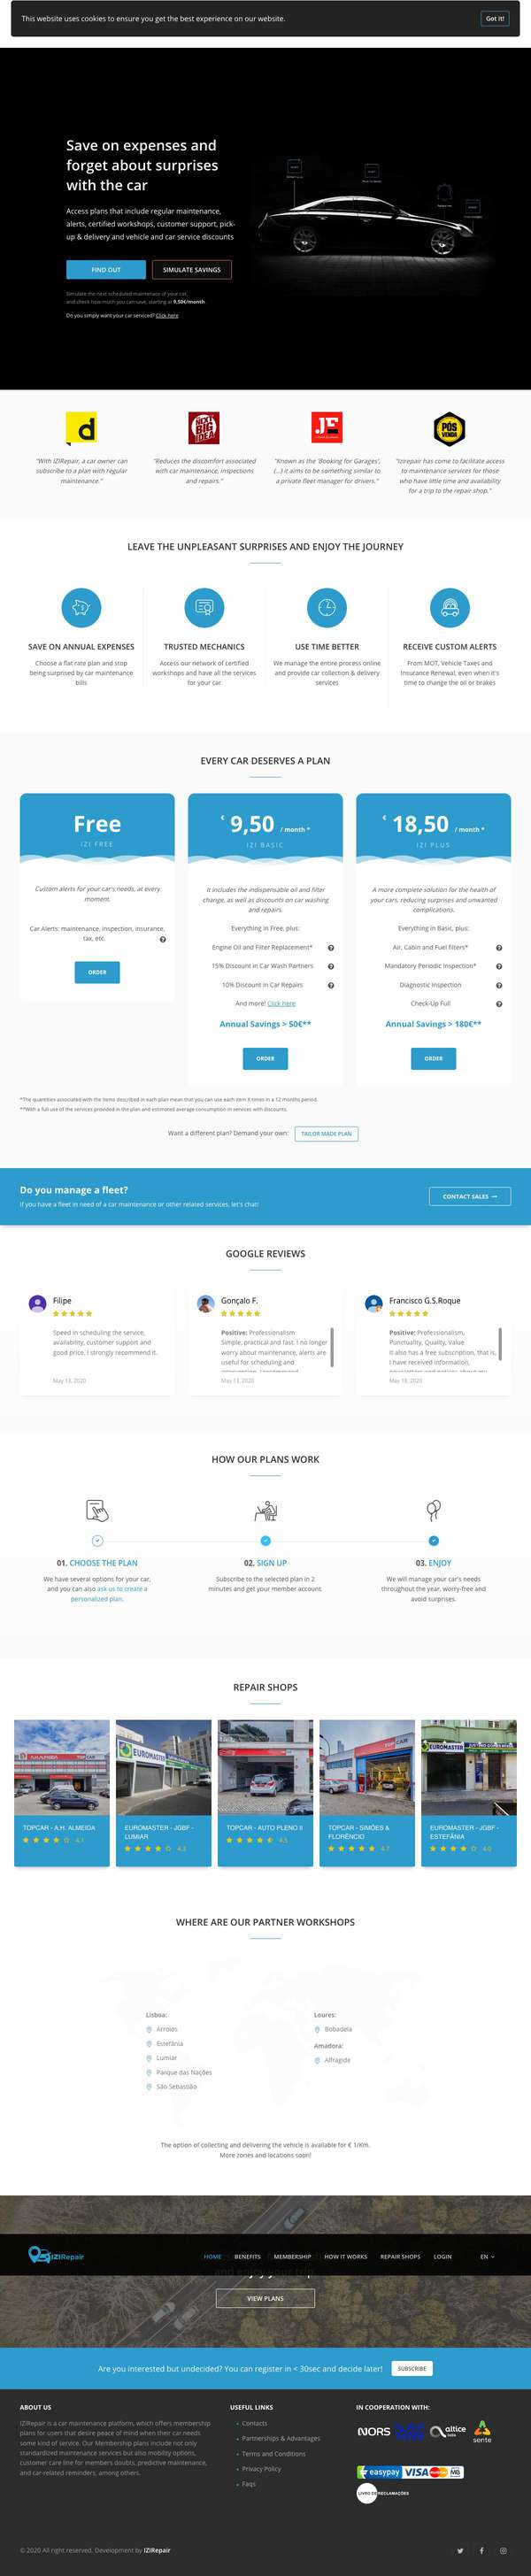 This website uses cookies to ensure you get the best experience on our website.
Got it!
Save on expenses and
forget about surprises
with the car
Access plans that include regular maintenance,
alerts, certified workshops, customer support, pick-
up & delivery and vehicle and car service discounts
FIND OUT
SIMULATE SAVINGS
Simulate the next scheduled maintenance of your car,
and check how much you can save, starting at 9,50€/month
Do you simply want your car serviced? Click here
d
NEXT
BIG
IDEA
JE
PÓS
VENDA
"With IZIRepair, a car owner can
subscribe to a plan with regular
maintenance."
"Reduces the discomfort associated
with car maintenance, inspections
and repairs."
"Known as the 'Booking for Garages',
(...) it aims to be something similar to
a private fleet manager for drivers."
"Izirepair has come to facilitate access
to maintenance services for those
who have little time and availability
for a trip to the repair shop."
LEAVE THE UNPLEASANT SURPRISES AND ENJOY THE JOURNEY
SAVE ON ANNUAL EXPENSES
Choose a flat rate plan and stop
being surprised by car maintenance
bills
TRUSTED MECHANICS
Access our network of certified
workshops and have all the services
for your car
USE TIME BETTER
We manage the entire process online
and provide car collection & delivery
services
RECEIVE CUSTOM ALERTS
From MOT, Vehicle Taxes and
Insurance Renewal, even when it's
time to change the oil or brakes
EVERY CAR DESERVES A PLAN
Free
IZI FREE
Custom alerts for your car's needs, at every
moment.
Car Alerts: maintenance, inspection, insurance,
tax, etc.
ORDER
€ 9,50 / month *
IZI BASIC
It includes the indispensable oil and filter
change, as well as discounts on car washing
and repairs.
Everything in Free, plus:
Engine Oil and Filter Replacement*
15% Discount in Car Wash Partners
10% Discount in Car Repairs
And more! Click here
Annual Savings > 50€**
ORDER
€ 18,50 / month *
IZI PLUS
A more complete solution for the health of
your cars, reducing surprises and unwanted
complications.
Everything in Basic, plus:
Air, Cabin and Fuel filters*
Mandatory Periodic Inspection*
Diagnostic Inspection
Check-Up Full
Annual Savings > 180€**
ORDER
*The quantities associated with the items described in each plan mean that you can use each item X times in a 12 months period.
**With a full use of the services provided in the plan and estimated average consumption in services with discounts.
Want a different plan? Demand your own:
TAILOR MADE PLAN
Do you manage a fleet?
If you have a fleet in need of a car maintenance or other related services, let's chat!
CONTACT SALES
GOOGLE REVIEWS
Filipe
Speed in scheduling the service,
availability, customer support and
good price. I strongly recommend it.
May 13, 2020
Gonçalo F.
Positive: Professionalism
Simple, practical and fast. I no longer
worry about maintenance, alerts are
useful for scheduling and
May 13, 2020
Francisco G.S.Roque
Positive: Professionalism,
Punctuality, Quality, Value
It also has a free subscription, that is,
I have received information,
May 18, 2020
HOW OUR PLANS WORK
01. CHOOSE THE PLAN
We have several options for your car,
and you can also ask us to create a
personalized plan.
02. SIGN UP
Subscribe to the selected plan in 2
minutes and get your member account.
03. ENJOY
We will manage your car's needs
throughout the year, worry-free and
avoid surprises.
REPAIR SHOPS
TOPCAR - A.H. ALMEIDA
4.1
EUROMASTER
EUROMASTER - JGBF -
LUMIAR
4.3
TOPCAR - AUTO PLENO II
4.5
TOPCAR - SIMÕES &
FLORÊNCIO
4.7
EUROMASTER
EUROMASTER - JGBF -
ESTEFÂNIA
4.0
WHERE ARE OUR PARTNER WORKSHOPS
Lisboa:
Arroios
Estefânia
Lumiar
Parque das Nações
São Sebastião
Loures:
Bobadela
Amadora:
Alfragide
The option of collecting and delivering the vehicle is available for € 1/Km.
More zones and locations soon!
IZIRepair
HOME
BENEFITS
MEMBERSHIP
HOW IT WORKS
REPAIR SHOPS
LOGIN
EN
and enjoy your trip
VIEW PLANS
Are you interested but undecided? You can register in < 30sec and decide later!
SUBSCRIBE
ABOUT US
IZIRepair is a car maintenance platform, which offers membership
plans for users that desire peace of mind when their car needs
some kind of service. Our Membership plans include not only
standardized maintenance services but also mobility options,
customer care line for members doubts, predictive maintenance,
and car-related reminders, among others.
USEFUL LINKS
Contacts
Partnerships & Advantages
Terms and Conditions
Privacy Policy
Faqs
IN COOPERATION WITH:
NORS
altice
labs
sente
easypay
VISA
MB
LIVRO DE RECLAMAÇÕES
© 2020 All right reserved. Development by IZIRepair